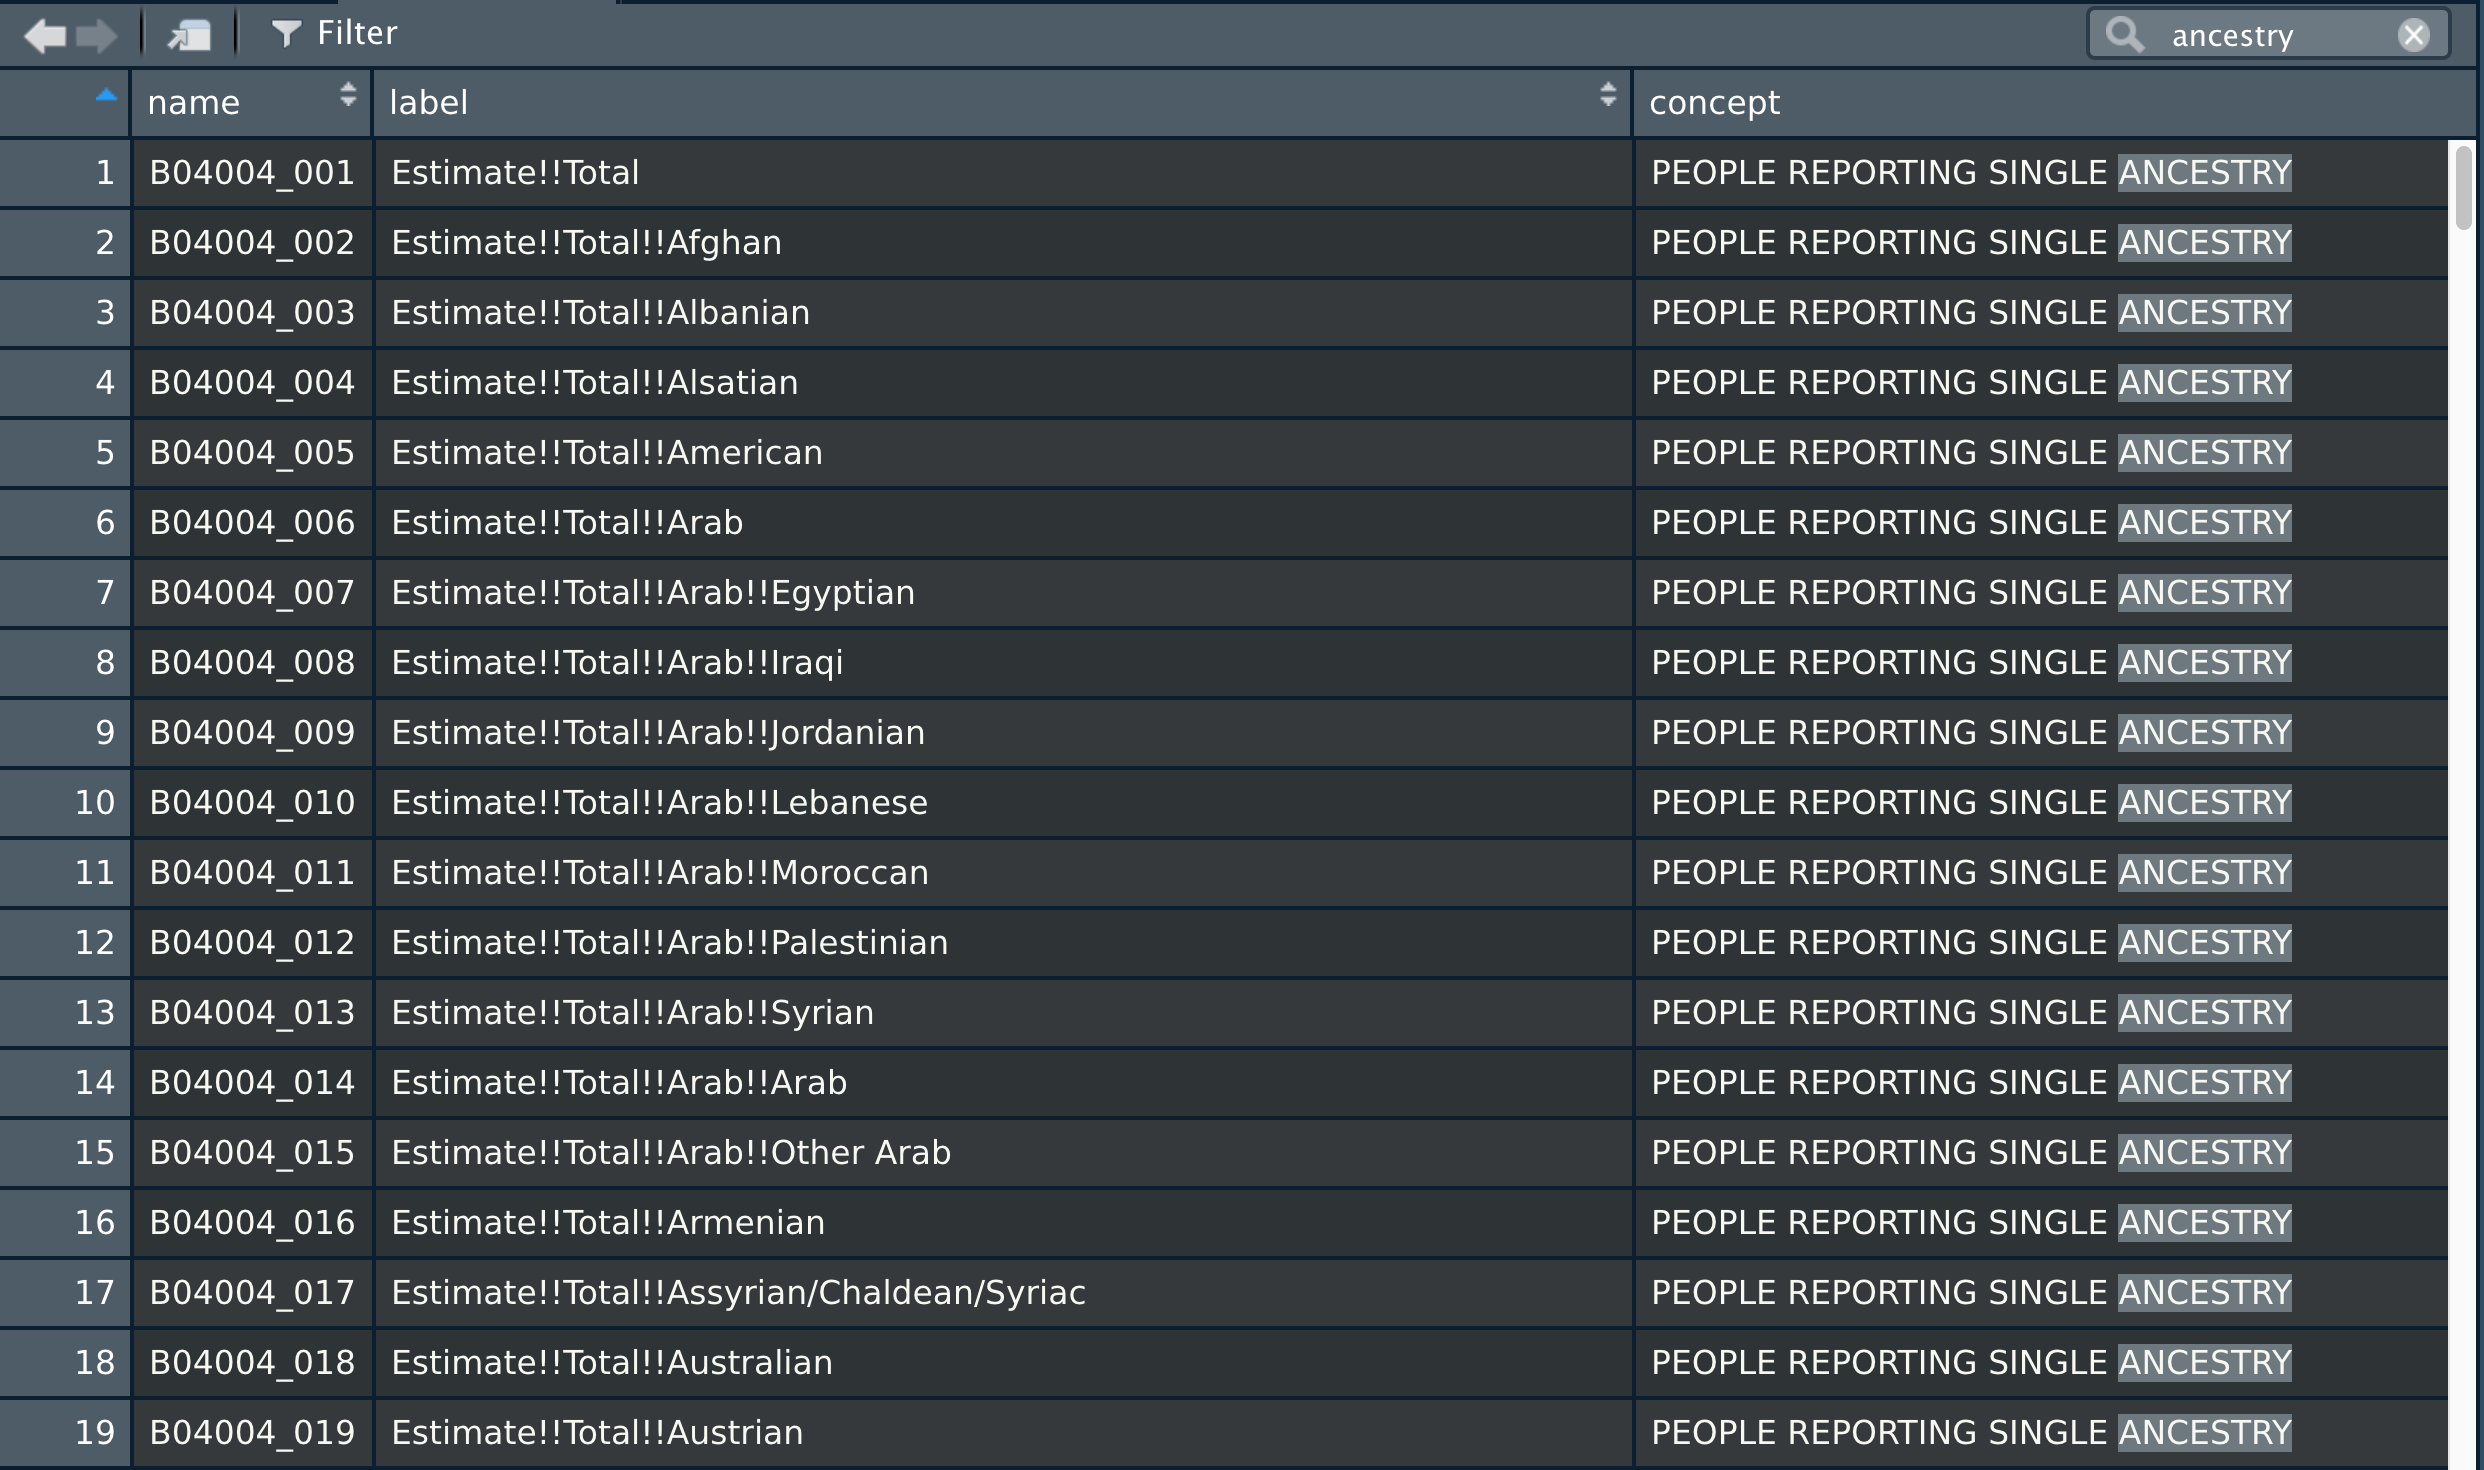 Filter ancestry
name label concept
1 B04004_001 Estimate!!Total PEOPLE REPORTING SINGLE ANCESTRY
2 B04004_002 Estimate!!Total!!Afghan PEOPLE REPORTING SINGLE ANCESTRY
3 B04004_003 Estimate!!Total!!Albanian PEOPLE REPORTING SINGLE ANCESTRY
4 B04004_004 Estimate!!Total!!Alsatian PEOPLE REPORTING SINGLE ANCESTRY
5 B04004_005 Estimate!!Total!!American PEOPLE REPORTING SINGLE ANCESTRY
6 B04004_006 Estimate!!Total!!Arab PEOPLE REPORTING SINGLE ANCESTRY
7 B04004_007 Estimate!!Total!!Arab!!Egyptian PEOPLE REPORTING SINGLE ANCESTRY
8 B04004_008 Estimate!!Total!!Arab!!Iraqi PEOPLE REPORTING SINGLE ANCESTRY
9 B04004_009 Estimate!!Total!!Arab!!Jordanian PEOPLE REPORTING SINGLE ANCESTRY
10 B04004_010 Estimate!!Total!!Arab!!Lebanese PEOPLE REPORTING SINGLE ANCESTRY
11 B04004_011 Estimate!!Total!!Arab!!Moroccan PEOPLE REPORTING SINGLE ANCESTRY
12 B04004_012 Estimate!!Total!!Arab!!Palestinian PEOPLE REPORTING SINGLE ANCESTRY
13 B04004_013 Estimate!!Total!!Arab!!Syrian PEOPLE REPORTING SINGLE ANCESTRY
14 B04004_014 Estimate!!Total!!Arab!!Arab PEOPLE REPORTING SINGLE ANCESTRY
15 B04004_015 Estimate!!Total!!Arab!!Other Arab PEOPLE REPORTING SINGLE ANCESTRY
16 B04004_016 Estimate!!Total!!Armenian PEOPLE REPORTING SINGLE ANCESTRY
17 B04004_017 Estimate!!Total!!Assyrian/Chaldean/Syriac PEOPLE REPORTING SINGLE ANCESTRY
18 B04004_018 Estimate!!Total!!Australian PEOPLE REPORTING SINGLE ANCESTRY
19 B04004_019 Estimate!!Total!!Austrian PEOPLE REPORTING SINGLE ANCESTRY